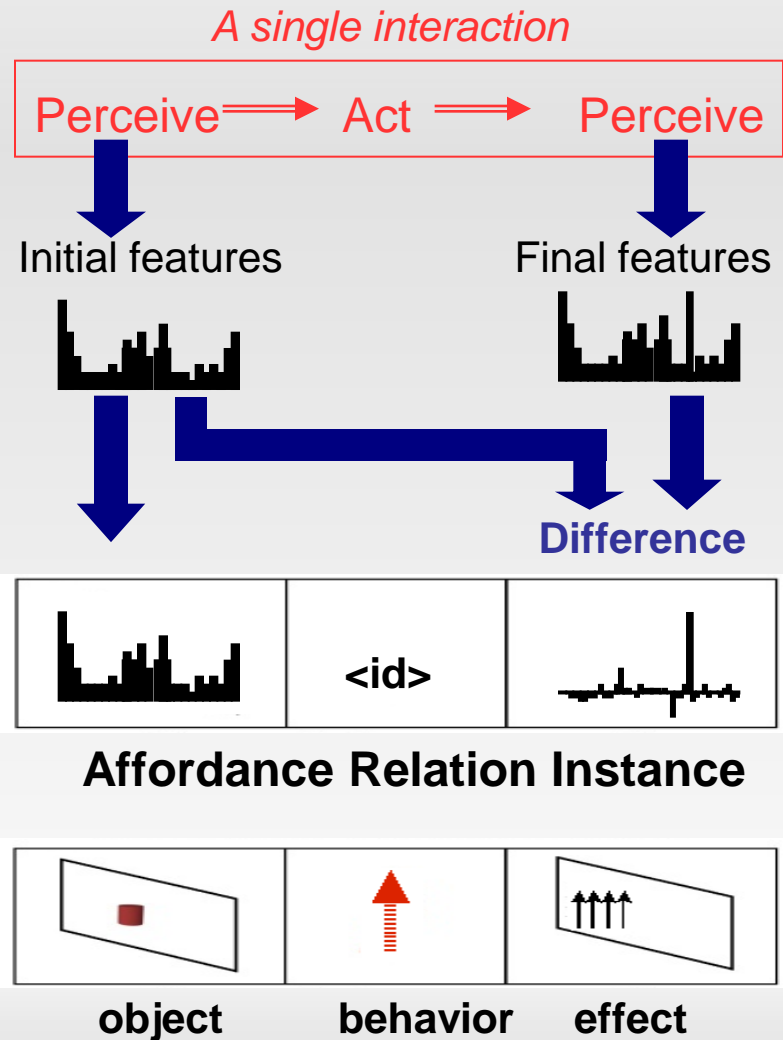 A single interaction
Perceive Act Perceive
Initial features Final features
Difference
<id>
Affordance Relation Instance
object behavior effect